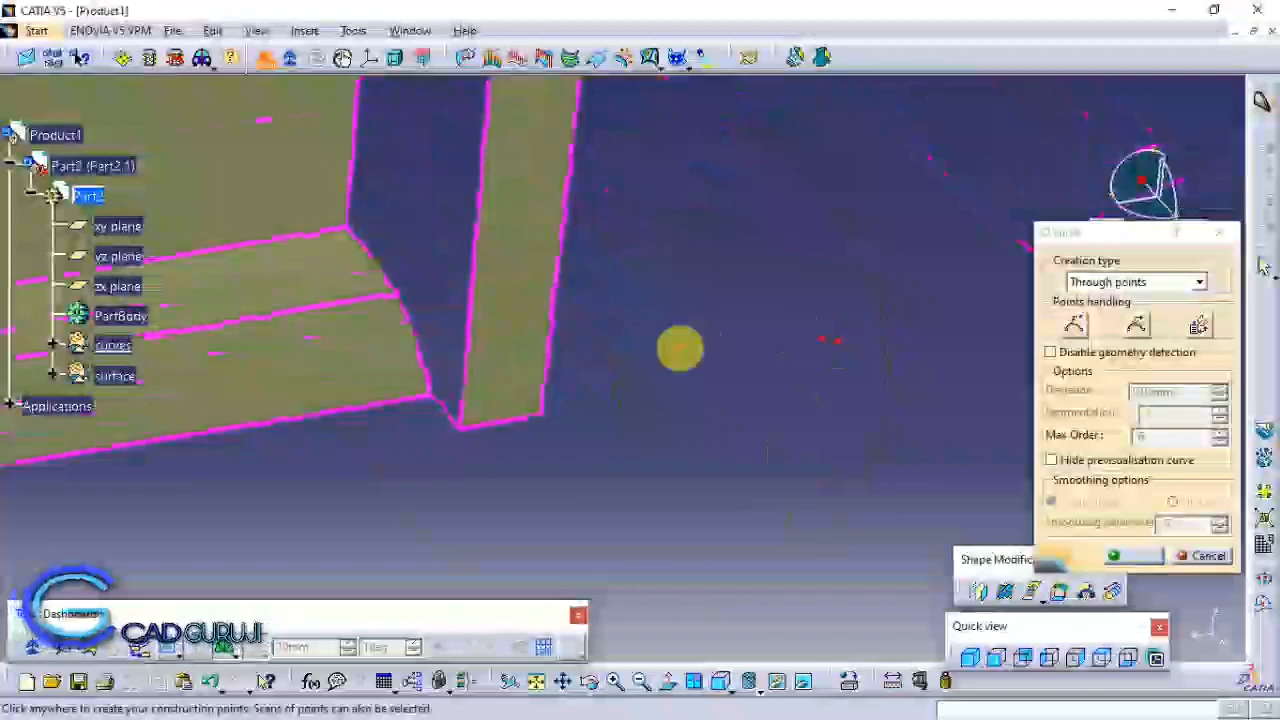 CATIA V5 - [Product1]
Start ENOVIA V5 VPM File Edit View Insert Tools Window Help
Product1
Part2 (Part2.1)
Part2
xy plane
yz plane
zx plane
PartBody
curves
surface
Applications
Creation type
Through points
Points handling
Disable geometry detection
Options
Max Order : 6
Hide previsualisation curve
Smoothing options
Cancel
Shape Modific
Quick view
Dashboard
CADGURUJI
10mm
Click anywhere to create your construction points. Scans of points can also be selected.
CATIA